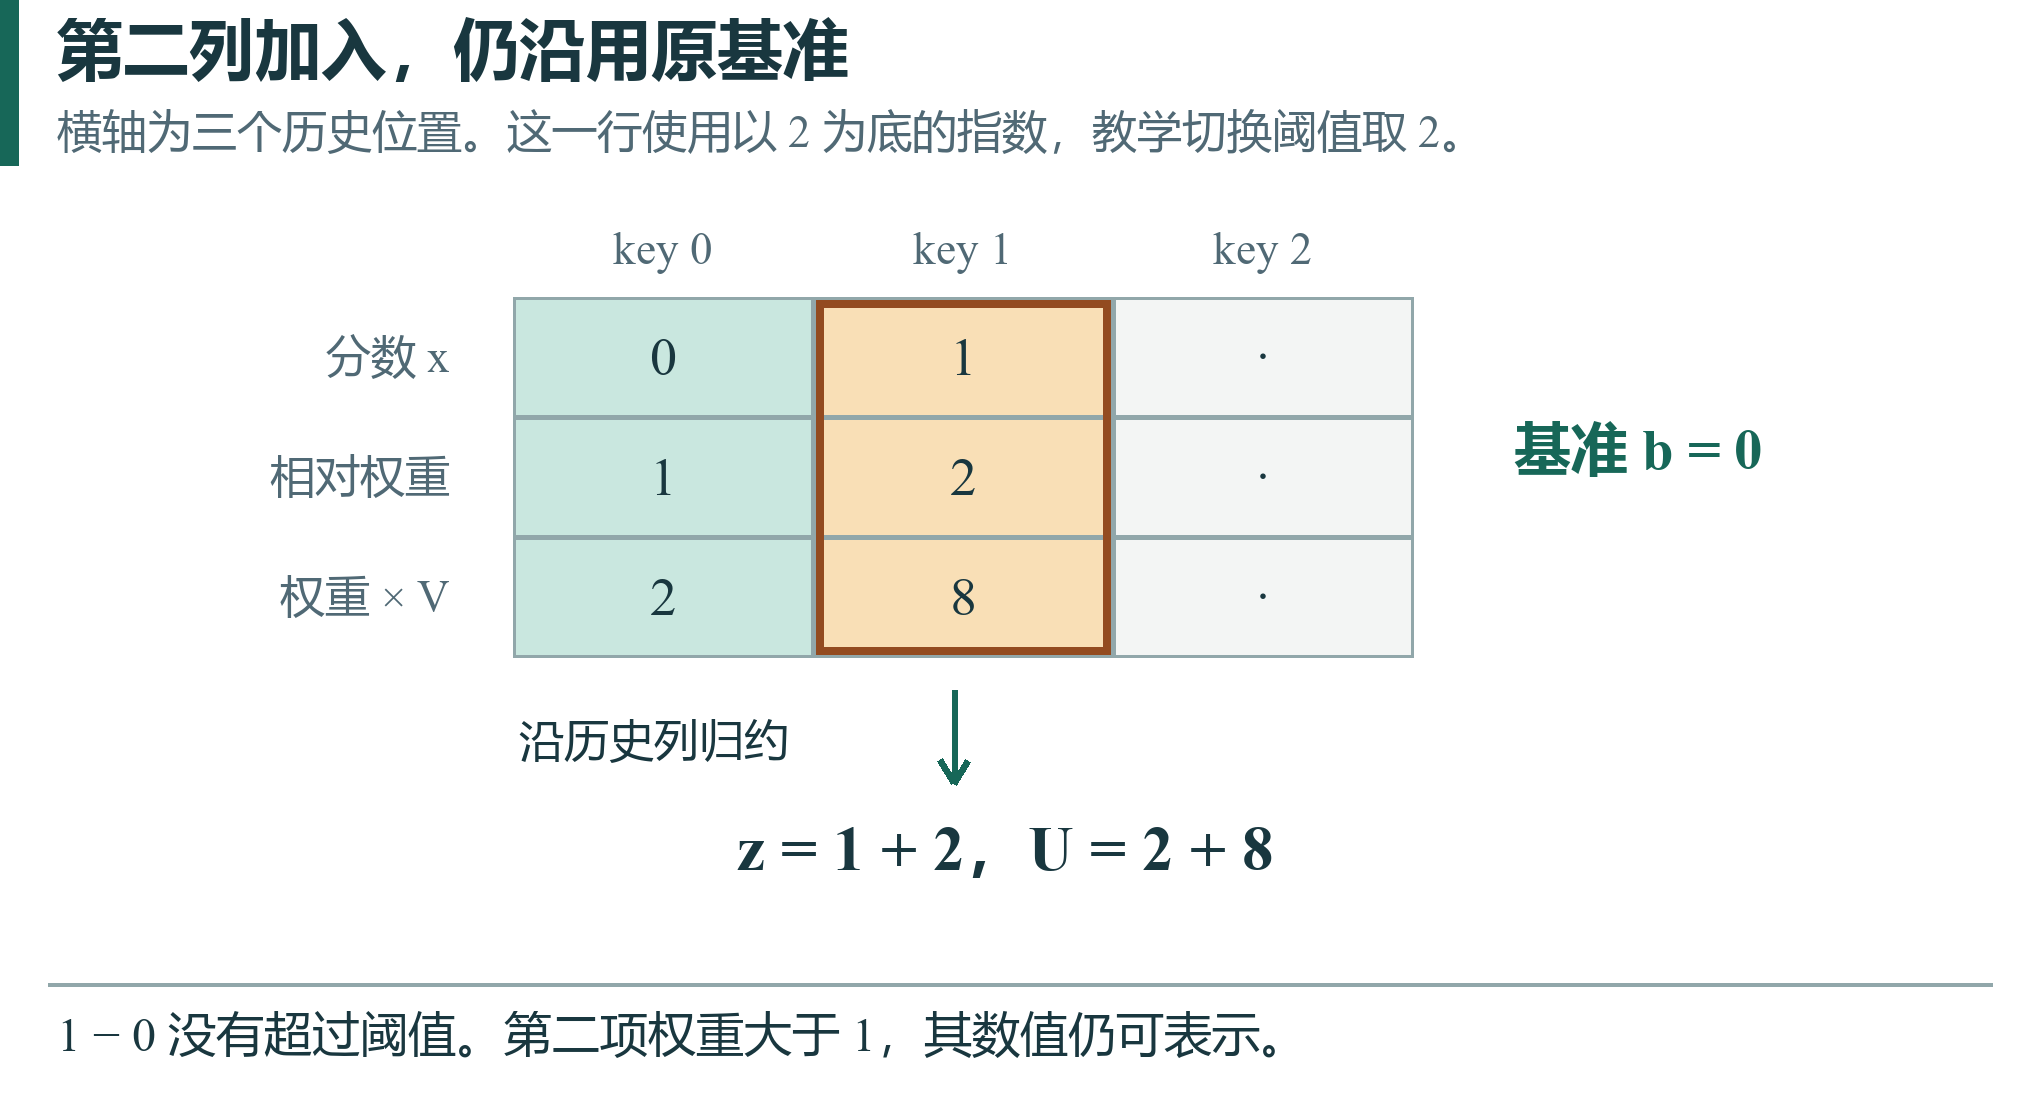 第二列加入，仍沿用原基准
横轴为三个历史位置。这一行使用以 2 为底的指数，教学切换阈值取 2。
key 0 key 1 key 2
分数 x 0 1 ·
相对权重 1 2 ·
基准 b = 0
权重 × V 2 8 ·
沿历史列归约
z = 1 + 2，U = 2 + 8
1 − 0 没有超过阈值。第二项权重大于 1，其数值仍可表示。